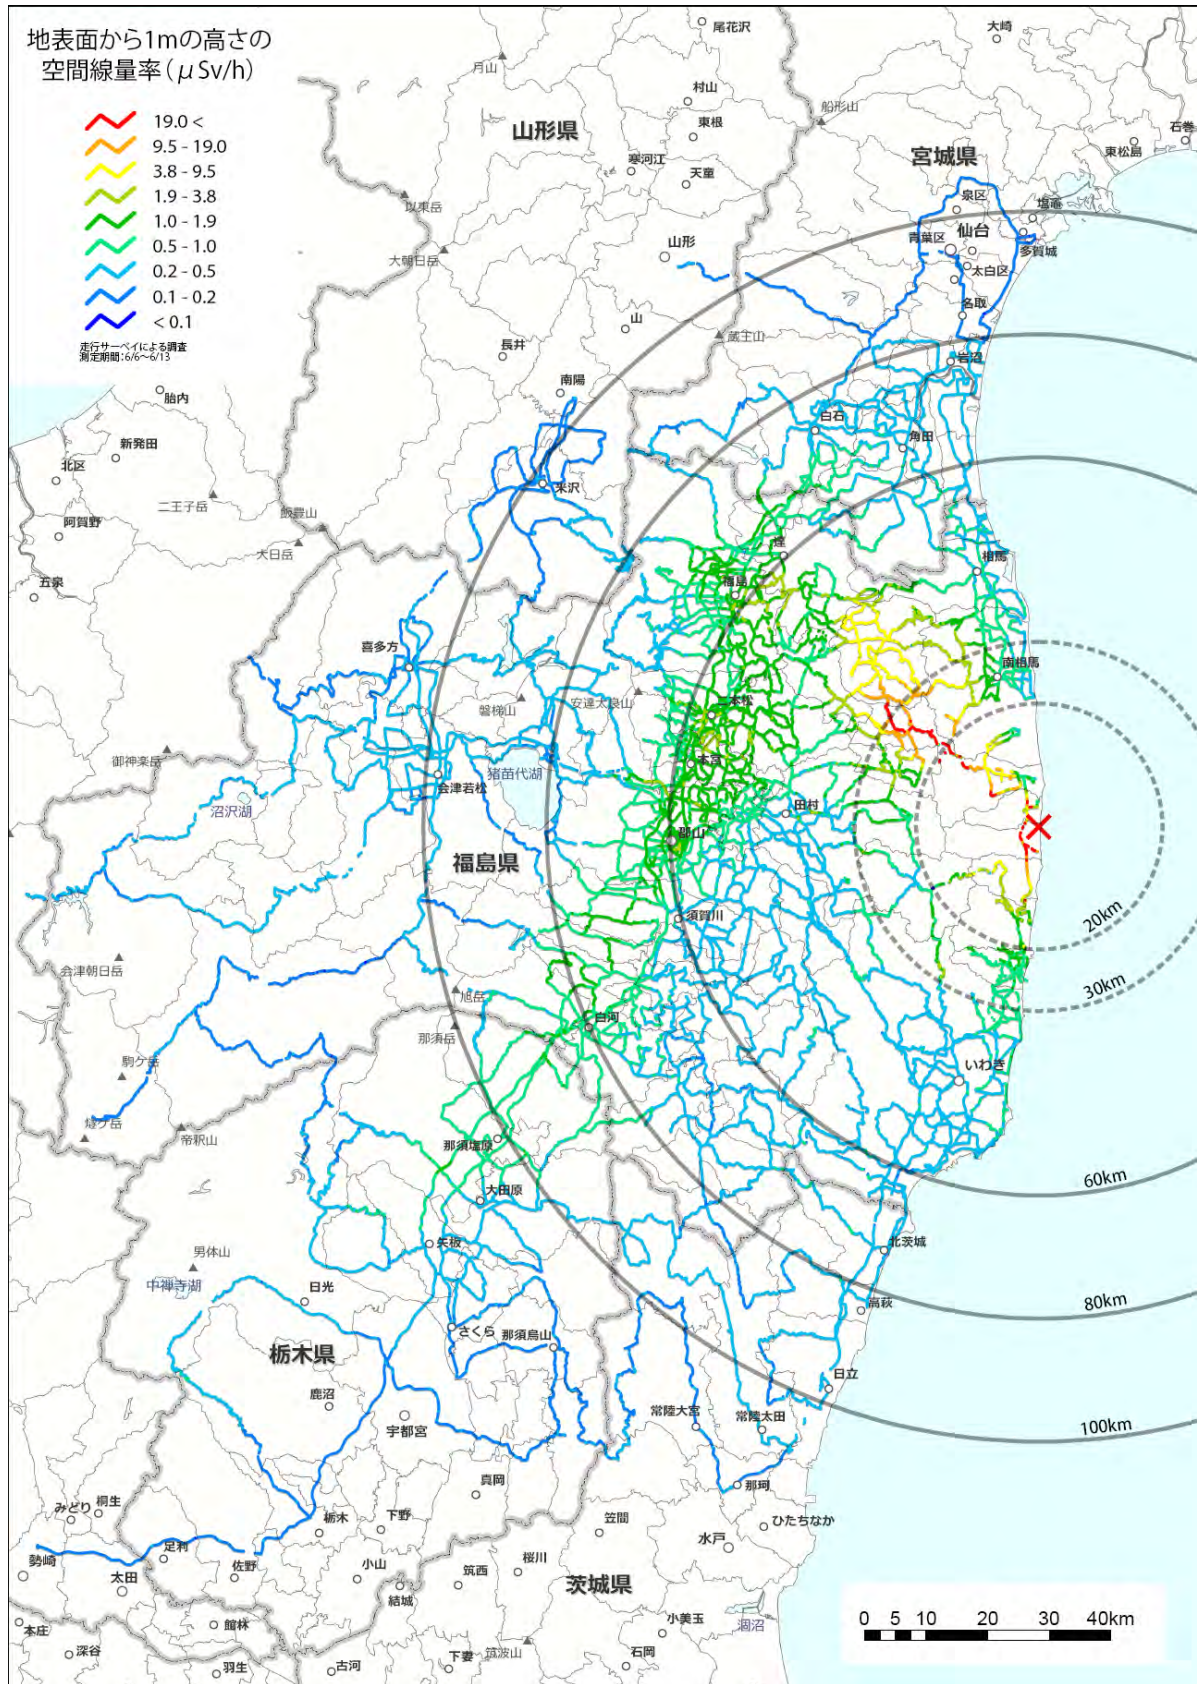 地表面から1mの高さの
空間線量率(μSv/h)
19.0 <
9.5 - 19.0
3.8 - 9.5
1.9 - 3.8
1.0 - 1.9
0.5 - 1.0
0.2 - 0.5
0.1 - 0.2
< 0.1
走行サーベイによる調査
測定期間:6/6～6/13
尾花沢
大崎
月山
村山
船形山
石巻
山形県
東根
東松島
宮城県
寒河江
天童
以東岳
泉区
塩竈
山形
青葉区
仙台
多賀城
大朝日岳
太白区
名取
山
蔵王山
長井
岩沼
南陽
胎内
白石
新発田
角田
北区
米沢
二王子岳
飯豊山
阿賀野
大日岳
達
相馬
五泉
福島
喜多方
南相馬
磐梯山
安達太良山
二本松
御神楽岳
本宮
猪苗代湖
会津若松
沼沢湖
田村
郡山
福島県
須賀川
20km
会津朝日岳
30km
旭岳
白河
那須岳
いわき
駒ケ岳
燧ケ岳
帝釈山
那須塩原
60km
大田原
矢板
北茨城
男体山
中禅寺湖
日光
80km
高萩
さくら
那須烏山
栃木県
日立
鹿沼
常陸大宮
常陸太田
100km
宇都宮
真岡
那珂
みどり
桐生
栃木
下野
笠間
水戸
ひたちなか
勢崎
足利
佐野
小山
筑西
桜川
太田
結城
茨城県
0 5 10 20 30 40km
本庄
館林
小美玉
涸沼
深谷
筑波山
羽生
古河
下妻
石岡